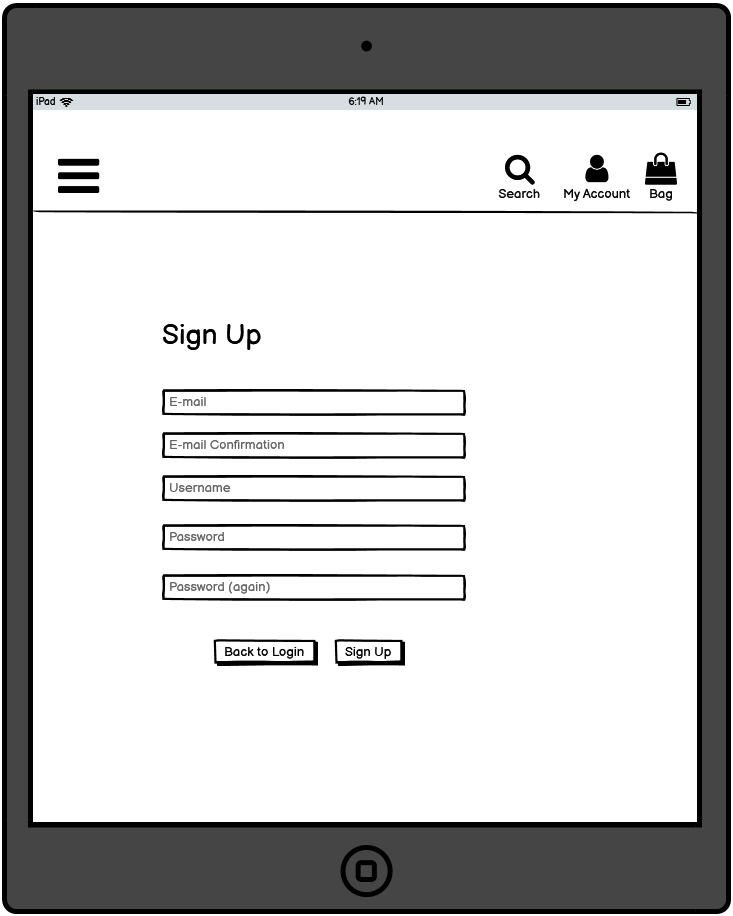 iPad 6:19 AM
Search My Account Bag
Sign Up
E-mail
E-mail Confirmation
Username
Password
Password (again)
Back to Login Sign Up